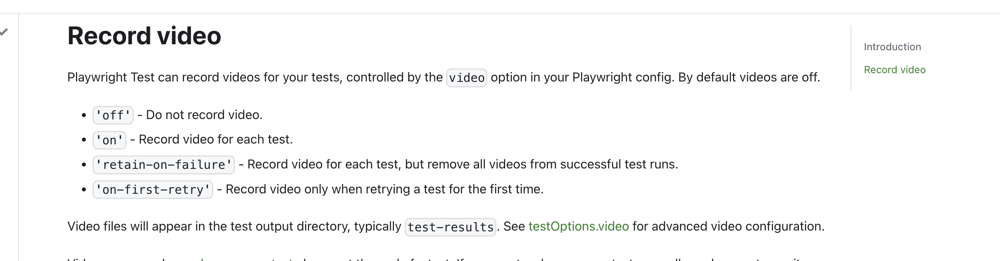 Record video
Introduction
Record video
Playwright Test can record videos for your tests, controlled by the video option in your Playwright config. By default videos are off.
'off' - Do not record video.
'on' - Record video for each test.
'retain-on-failure' - Record video for each test, but remove all videos from successful test runs.
'on-first-retry' - Record video only when retrying a test for the first time.
Video files will appear in the test output directory, typically test-results. See testOptions.video for advanced video configuration.